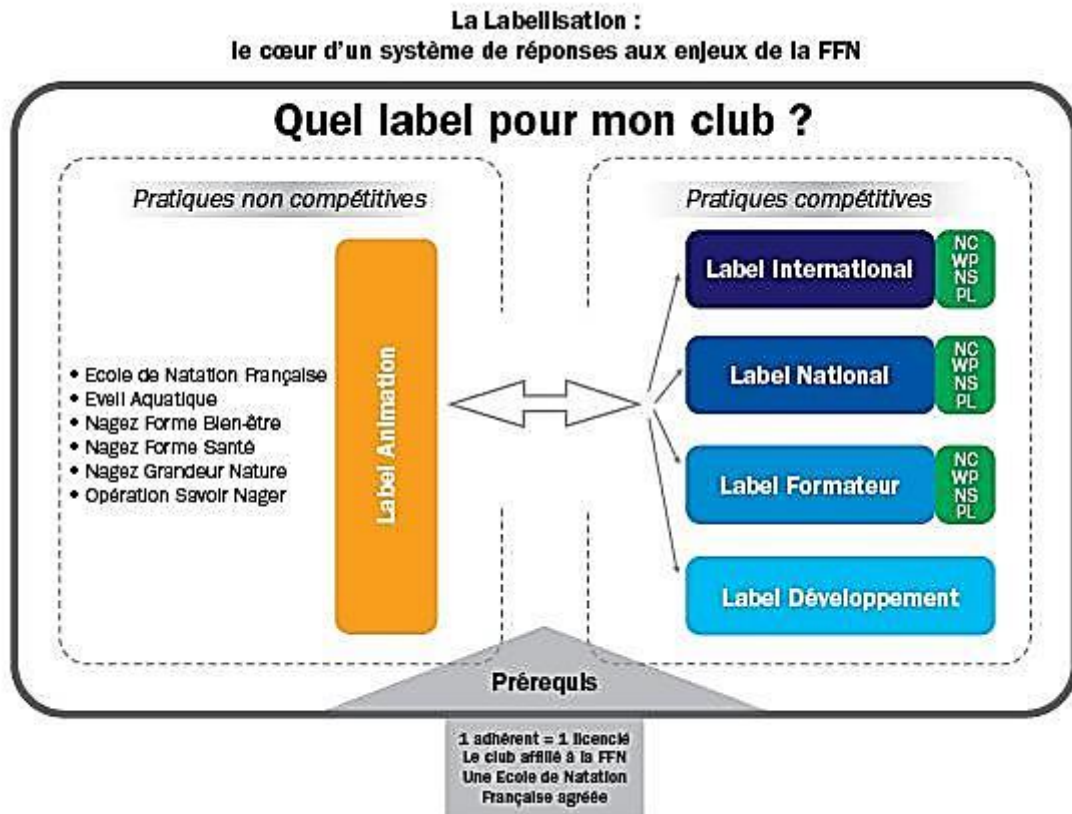 La Labellisation :
le cœur d'un système de réponses aux enjeux de la FFN
Quel label pour mon club ?
Pratiques non compétitives
• Ecole de Natation Française
• Eveil Aquatique
• Nagez Forme Bien-être
• Nagez Forme Santé
• Nagez Grandeur Nature
• Opération Savoir Nager
Label Animation
Pratiques compétitives
Label International
NC
WP
NS
PL
Label National
NC
WP
NS
PL
Label Formateur
NC
WP
NS
PL
Label Développement
Prérequis
1 adhérent = 1 licencié
Le club affilié à la FFN
Une Ecole de Natation
Française agréée